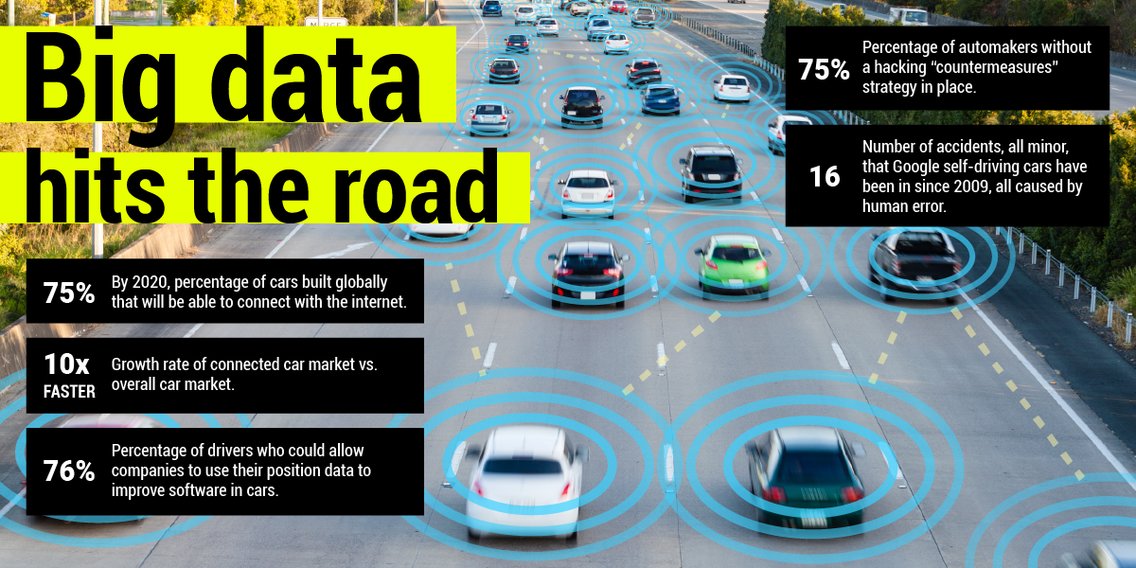 Big data
hits the road
75%
By 2020, percentage of cars built globally
that will be able to connect with the internet.
10x
FASTER
Growth rate of connected car market vs.
overall car market.
76%
Percentage of drivers who could allow
companies to use their position data to
improve software in cars.
75%
Percentage of automakers without
a hacking “countermeasures”
strategy in place.
16
Number of accidents, all minor,
that Google self-driving cars have
been in since 2009, all caused by
human error.